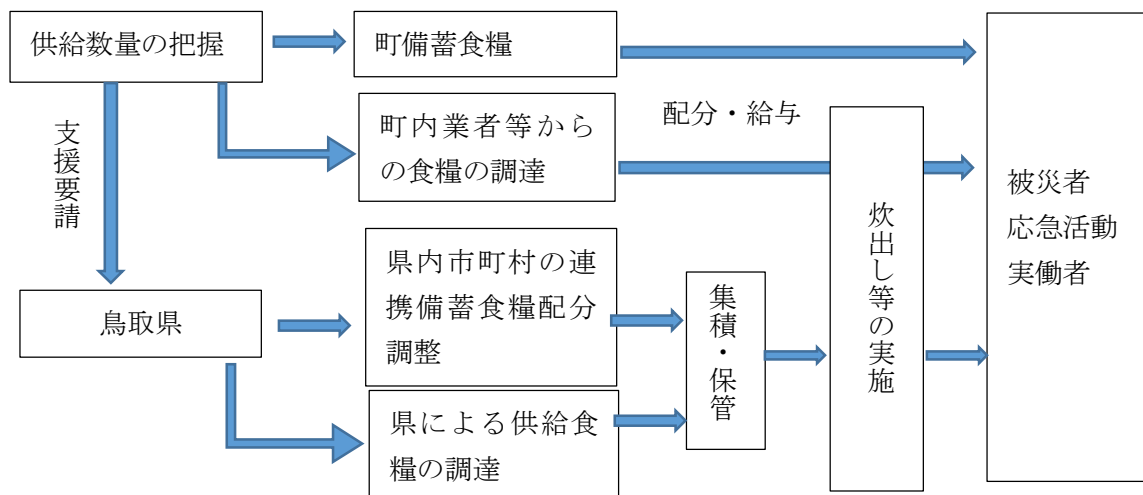 供給数量の把握
町備蓄食糧
支援要請
町内業者等から
の食糧の調達
配分・給与
鳥取県
県内市町村の連
携備蓄食糧配分
調整
県による供給食
糧の調達
集積・保管
炊出し等の実施
被災者
応急活動
実働者